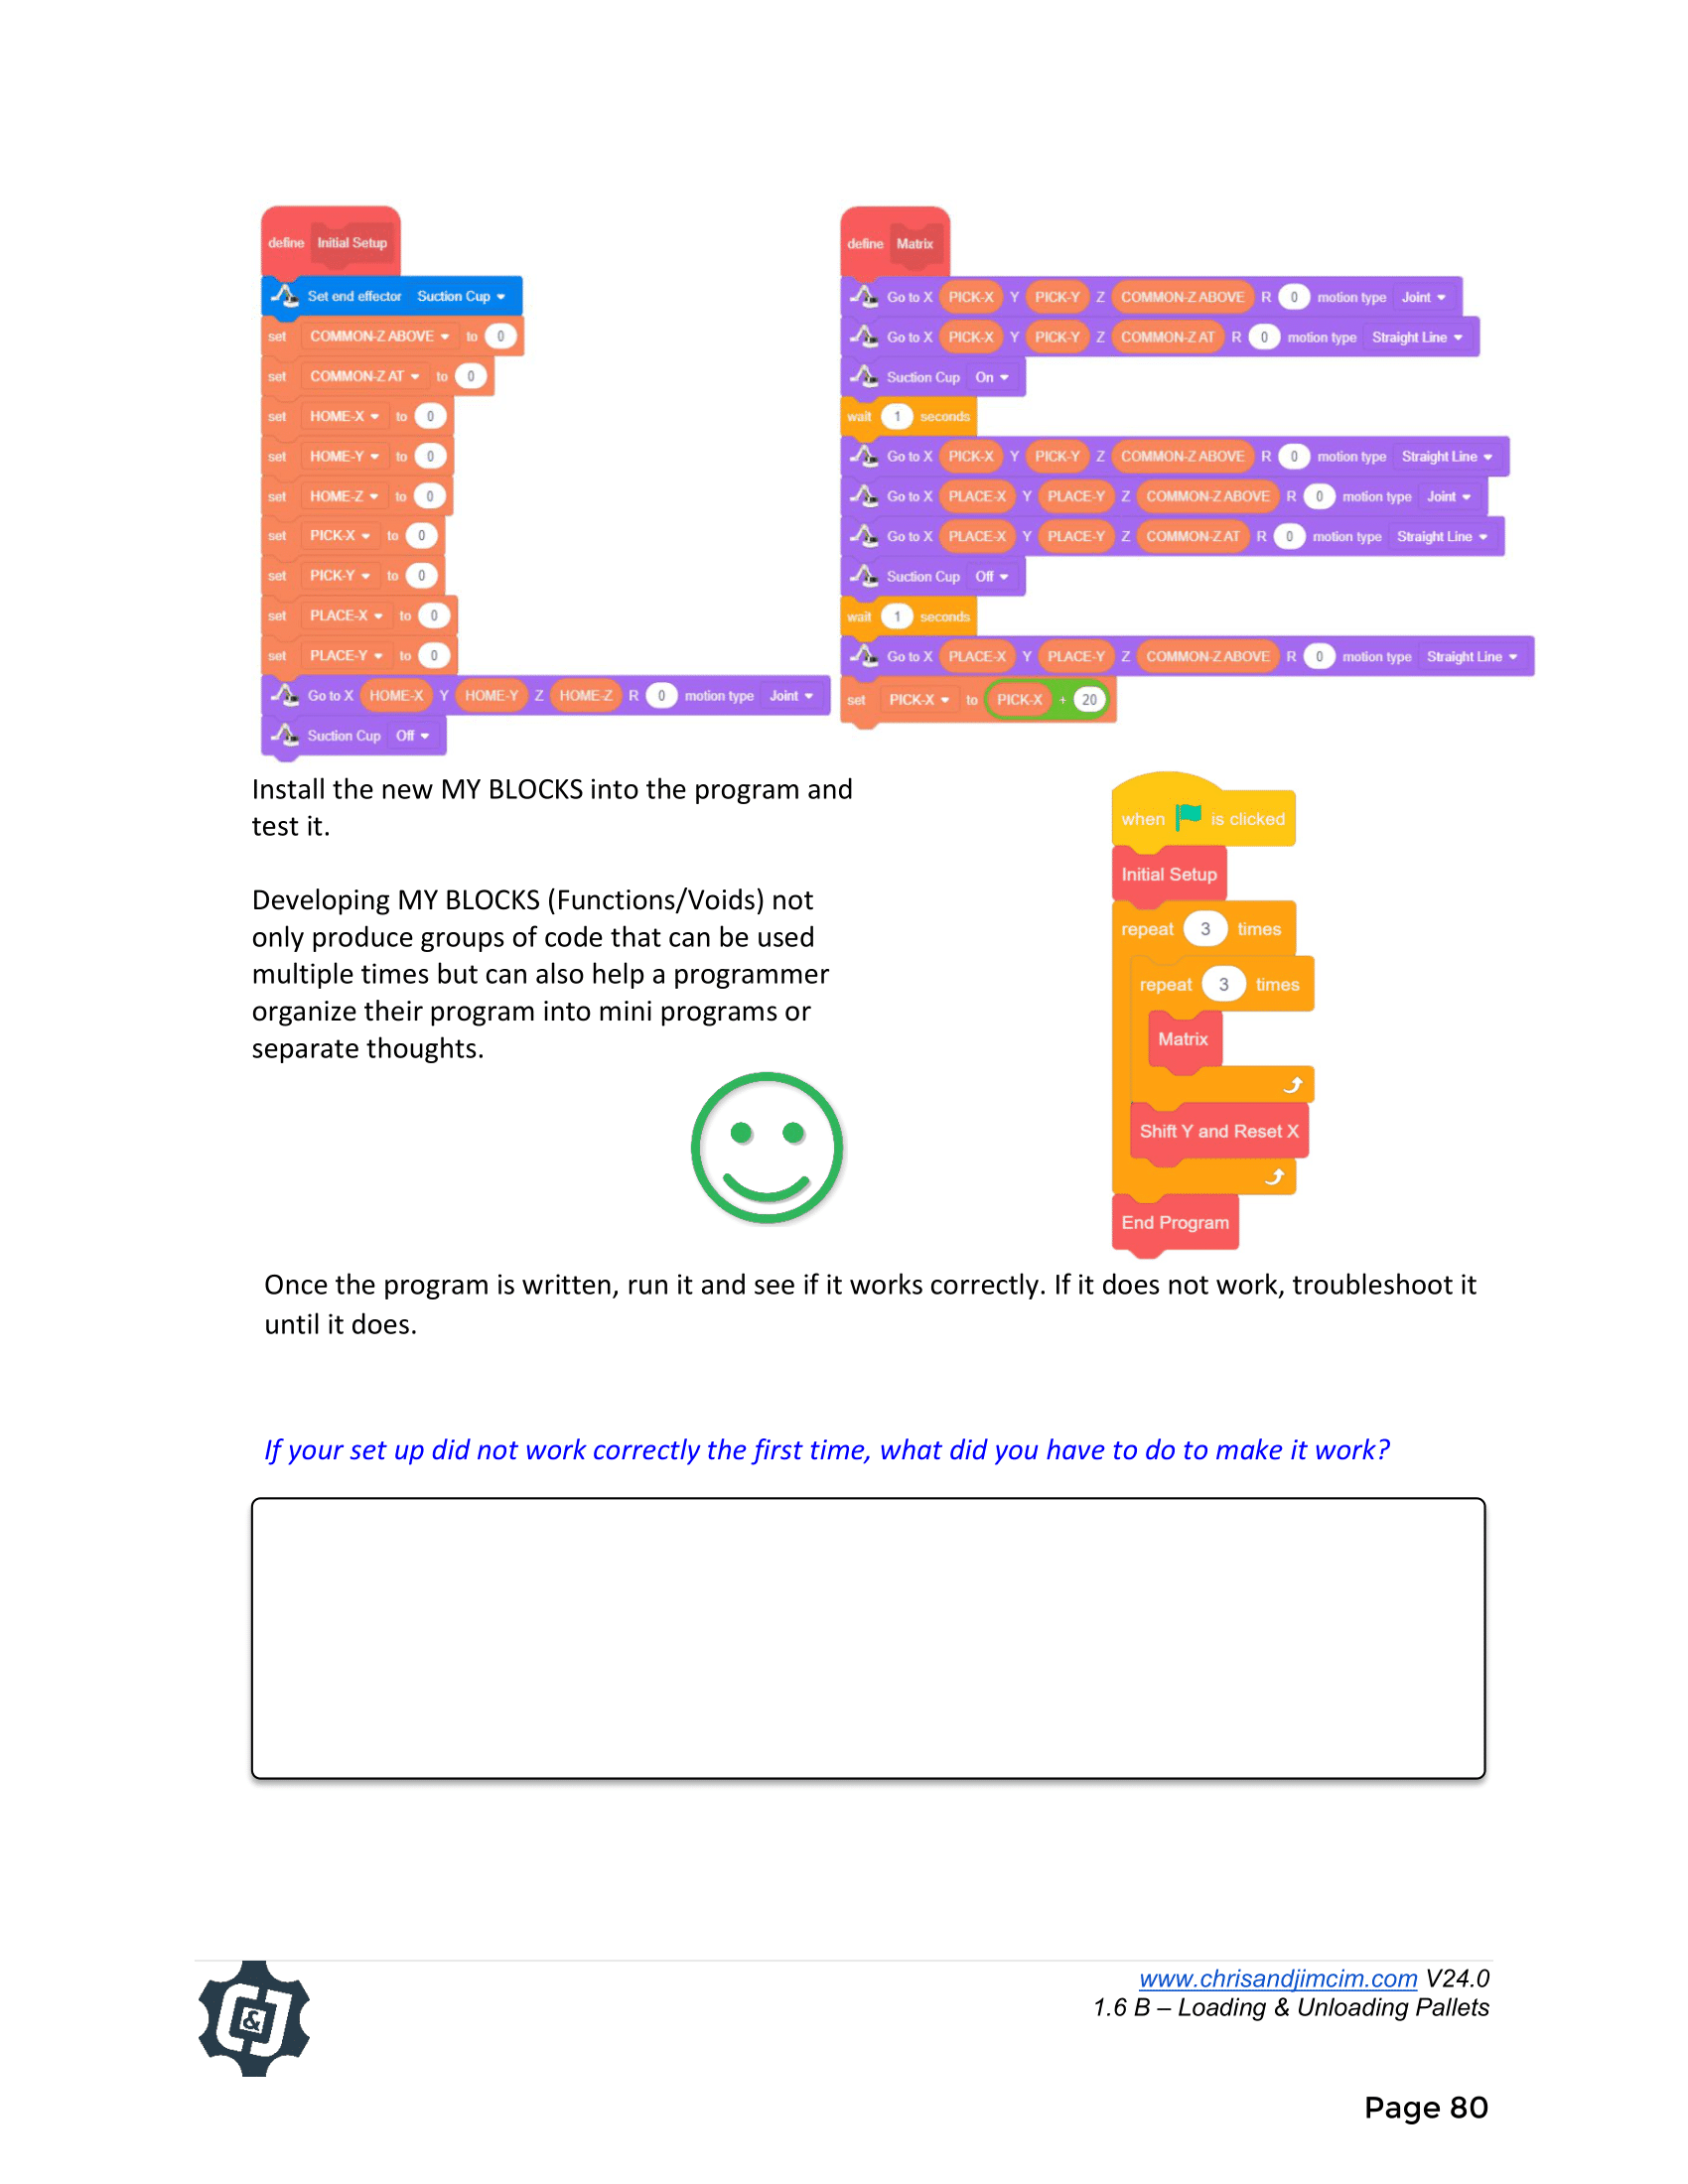 define Initial Setup
Set end effector Suction Cup
set COMMON-Z ABOVE to 0
set COMMON-Z AT to 0
set HOME-X to 0
set HOME-Y to 0
set HOME-Z to 0
set PICK-X to 0
set PICK-Y to 0
set PLACE-X to 0
set PLACE-Y to 0
Go to X HOME-X Y HOME-Y Z HOME-Z R 0 motion type Joint
Suction Cup Off
define Matrix
Go to X PICK-X Y PICK-Y Z COMMON-Z ABOVE R 0 motion type Joint
Go to X PICK-X Y PICK-Y Z COMMON-Z AT R 0 motion type Straight Line
Suction Cup On
wait 1 seconds
Go to X PICK-X Y PICK-Y Z COMMON-Z ABOVE R 0 motion type Straight Line
Go to X PLACE-X Y PLACE-Y Z COMMON-Z ABOVE R 0 motion type Joint
Go to X PLACE-X Y PLACE-Y Z COMMON-Z AT R 0 motion type Straight Line
Suction Cup Off
wait 1 seconds
Go to X PLACE-X Y PLACE-Y Z COMMON-Z ABOVE R 0 motion type Straight Line
set PICK-X to PICK-X + 20
Install the new MY BLOCKS into the program and
test it.
Developing MY BLOCKS (Functions/Voids) not
only produce groups of code that can be used
multiple times but can also help a programmer
organize their program into mini programs or
separate thoughts.
when is clicked
Initial Setup
repeat 3 times
repeat 3 times
Matrix
Shift Y and Reset X
End Program
Once the program is written, run it and see if it works correctly. If it does not work, troubleshoot it
until it does.
If your set up did not work correctly the first time, what did you have to do to make it work?
&
www.chrisandjimcim.com V24.0
1.6 B – Loading & Unloading Pallets
Page 80